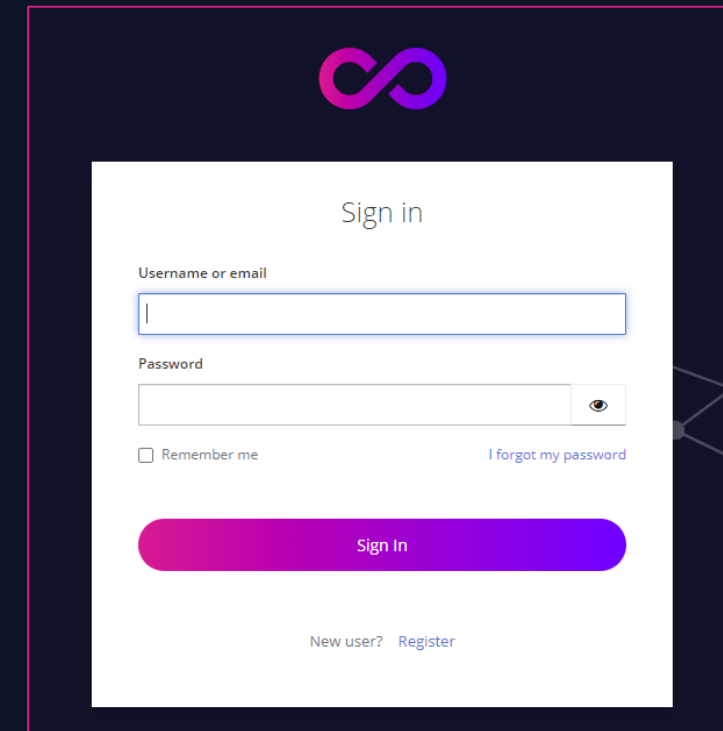 Sign in
Username or email
Password
Remember me I forgot my password
Sign In
New user? Register